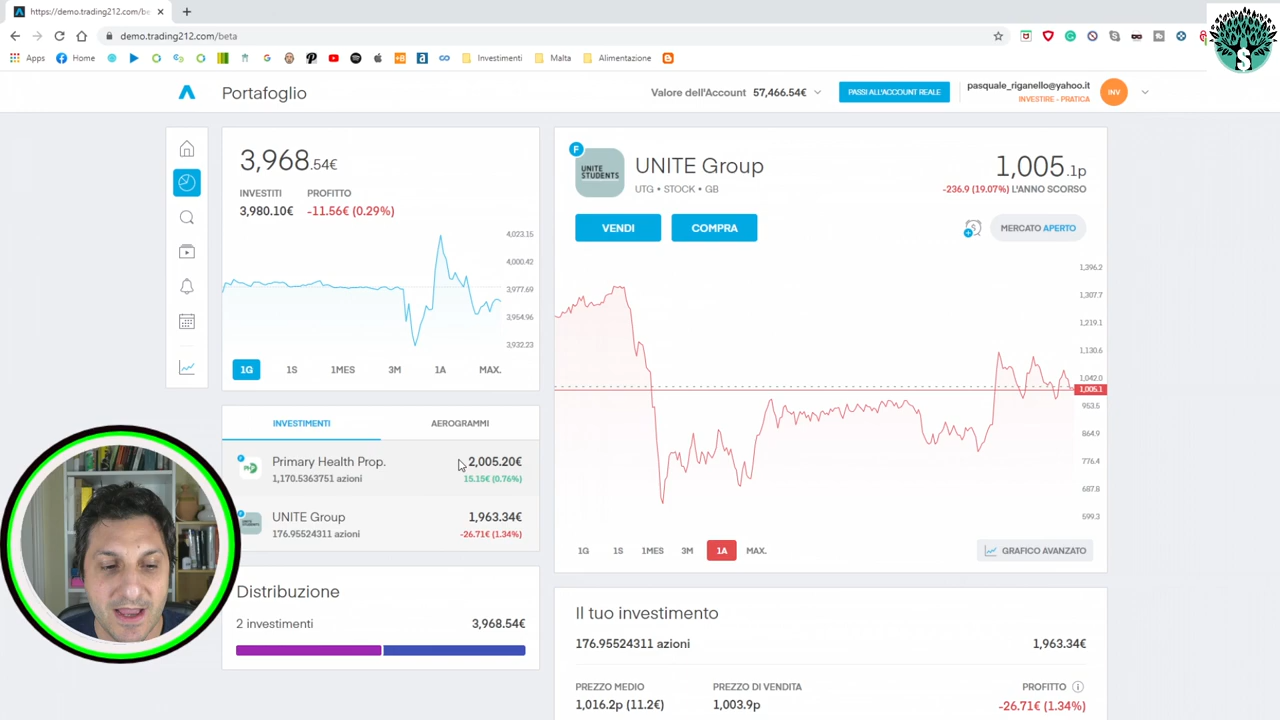 https://demo.trading212.com/be
demo.trading212.com/beta
Apps
Home
Investimenti
Malta
Alimentazione
Portafoglio
Valore dell'Account 57,466.54€
PASSI ALL'ACCOUNT REALE
pasquale_riganello@yahoo.it
INVESTIRE - PRATICA
INV
3,968.54€
INVESTITI PROFITTO
3,980.10€ -11.56€ (0.29%)
4,023.15
4,000.42
3,977.69
3,954.96
3,932.23
1G 1S 1MES 3M 1A MAX.
INVESTIMENTI AEROGRAMMI
Primary Health Prop. 2,005.20€
1,170.5363751 azioni 15.15€ (0.76%)
UNITE Group 1,963.34€
176.95524311 azioni -26.71€ (1.34%)
Distribuzione
2 investimenti 3,968.54€
F
UNITE STUDENTS
UNITE Group
UTG • STOCK • GB
1,005.1p
-236.9 (19.07%) L'ANNO SCORSO
VENDI COMPRA
MERCATO APERTO
1,396.2
1,307.7
1,219.1
1,130.6
1,042.0
1,005.1
953.5
864.9
776.4
687.8
599.3
1G 1S 1MES 3M 1A MAX.
GRAFICO AVANZATO
Il tuo investimento
176.95524311 azioni 1,963.34€
PREZZO MEDIO PREZZO DI VENDITA PROFITTO
1,016.2p (11.2€) 1,003.9p -26.71€ (1.34%)